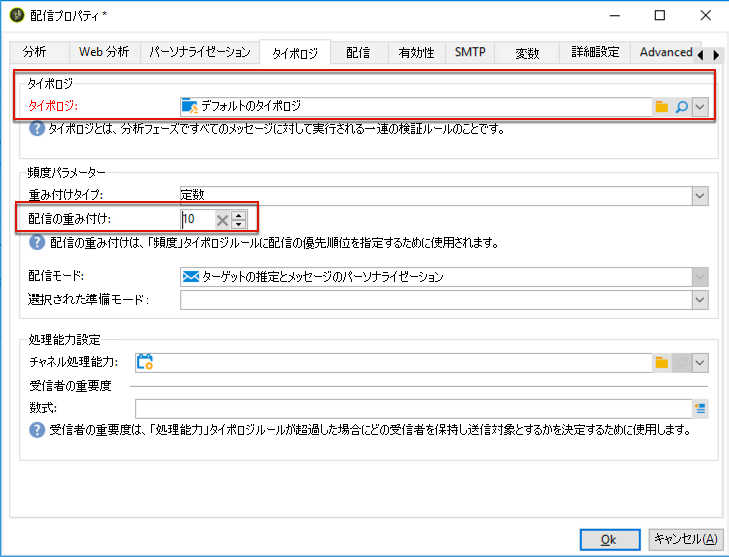 配信プロパティ *
分析 Web 分析 パーソナライゼーション タイポロジ 配信 有効性 SMTP 変数 詳細設定 Advanced
タイポロジ
タイポロジ: デフォルトのタイポロジ
タイポロジとは、分析フェーズですべてのメッセージに対して実行される一連の検証ルールのことです。
頻度パラメーター
重み付けタイプ: 定数
配信の重み付け: 10
配信の重み付けは、「頻度」タイポロジルールに配信の優先順位を指定するために使用されます。
配信モード: ターゲットの推定とメッセージのパーソナライゼーション
選択された準備モード:
処理能力設定
チャネル処理能力:
受信者の重要度
数式:
受信者の重要度は、「処理能力」タイポロジルールが超過した場合にどの受信者を保持し送信対象とするかを決定するために使用します。
Ok キャンセル(A)